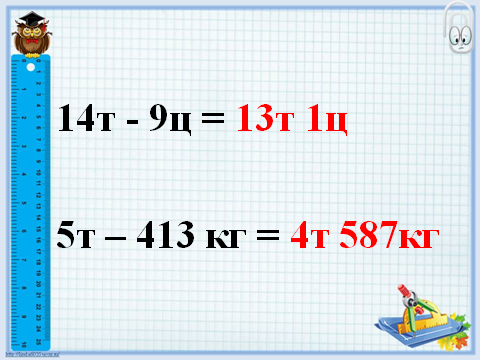 14т - 9ц = 13т 1ц
5т – 413 кг = 4т 587кг